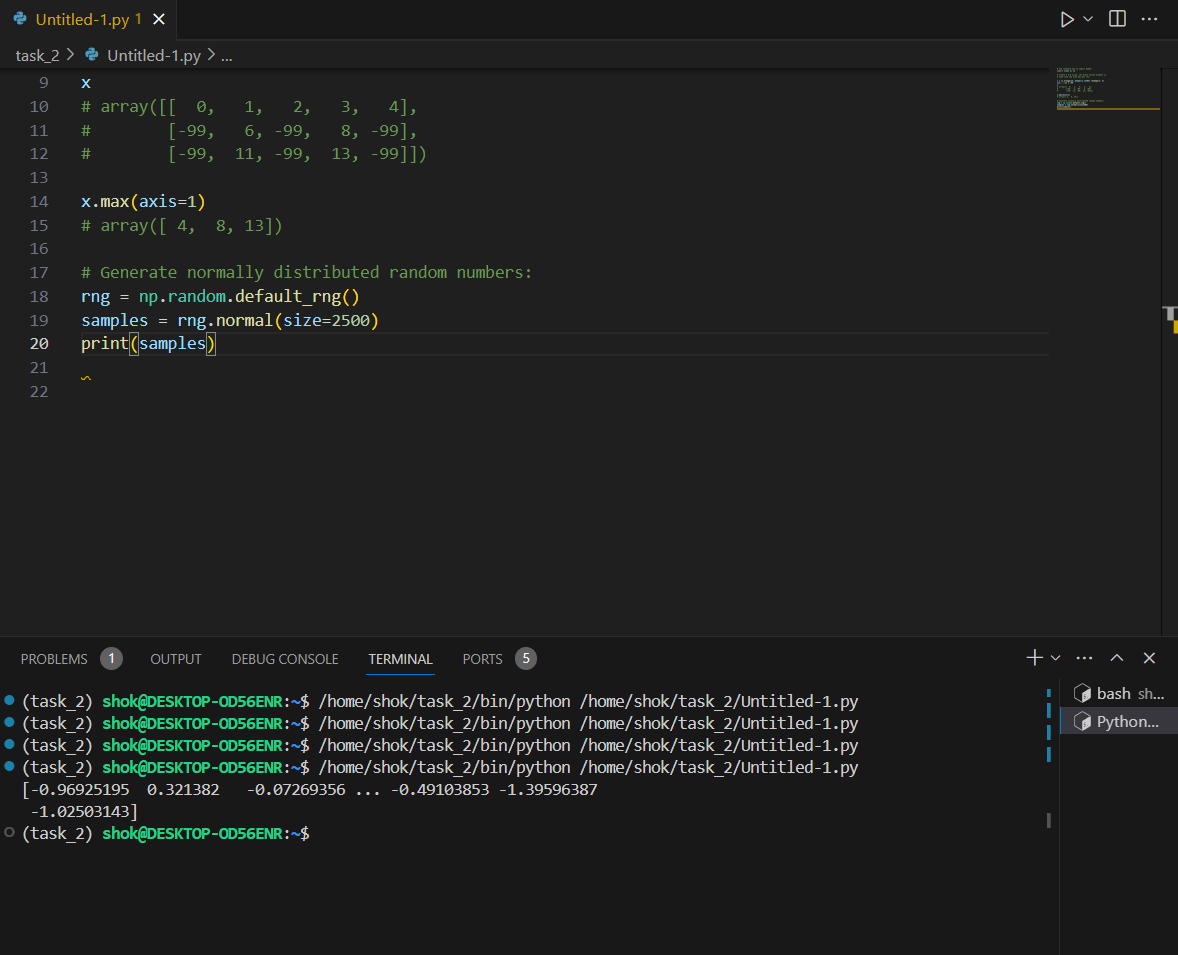 Untitled-1.py 1
task_2 > Untitled-1.py > ...
9 x
10 # array([[  0,   1,   2,   3,   4],
11 #        [-99,   6, -99,   8, -99],
12 #        [-99,  11, -99,  13, -99]])
13
14 x.max(axis=1)
15 # array([ 4,  8, 13])
16
17 # Generate normally distributed random numbers:
18 rng = np.random.default_rng()
19 samples = rng.normal(size=2500)
20 print(samples)
21
22
PROBLEMS 1 OUTPUT DEBUG CONSOLE TERMINAL PORTS 5
(task_2) shok@DESKTOP-OD56ENR:~$ /home/shok/task_2/bin/python /home/shok/task_2/Untitled-1.py
(task_2) shok@DESKTOP-OD56ENR:~$ /home/shok/task_2/bin/python /home/shok/task_2/Untitled-1.py
(task_2) shok@DESKTOP-OD56ENR:~$ /home/shok/task_2/bin/python /home/shok/task_2/Untitled-1.py
(task_2) shok@DESKTOP-OD56ENR:~$ /home/shok/task_2/bin/python /home/shok/task_2/Untitled-1.py
[-0.96925195  0.321382   -0.07269356 ... -0.49103853 -1.39596387
 -1.02503143]
(task_2) shok@DESKTOP-OD56ENR:~$
bash sh...
Python...